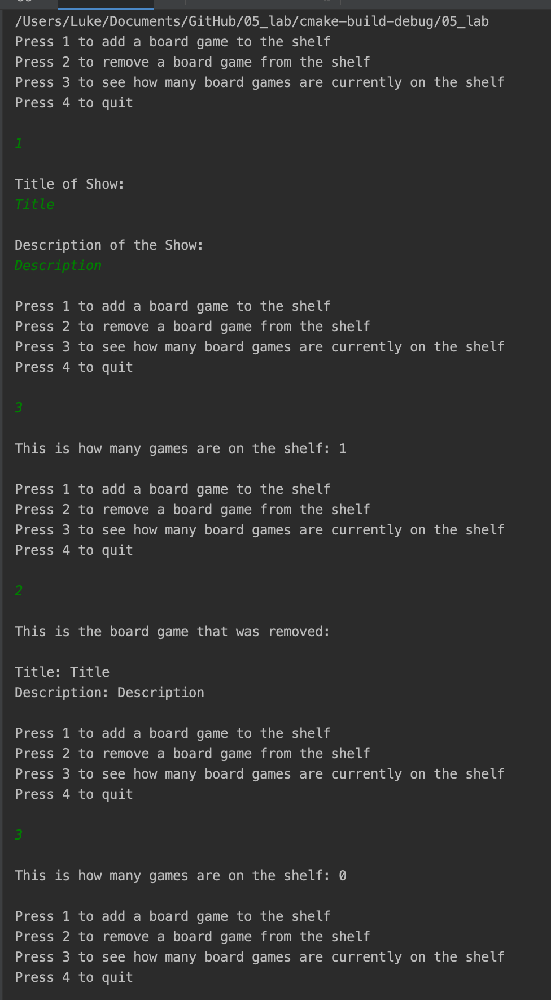 /Users/Luke/Documents/GitHub/05_lab/cmake-build-debug/05_lab
Press 1 to add a board game to the shelf
Press 2 to remove a board game from the shelf
Press 3 to see how many board games are currently on the shelf
Press 4 to quit
1
Title of Show:
Title
Description of the Show:
Description
Press 1 to add a board game to the shelf
Press 2 to remove a board game from the shelf
Press 3 to see how many board games are currently on the shelf
Press 4 to quit
3
This is how many games are on the shelf: 1
Press 1 to add a board game to the shelf
Press 2 to remove a board game from the shelf
Press 3 to see how many board games are currently on the shelf
Press 4 to quit
2
This is the board game that was removed:
Title: Title
Description: Description
Press 1 to add a board game to the shelf
Press 2 to remove a board game from the shelf
Press 3 to see how many board games are currently on the shelf
Press 4 to quit
3
This is how many games are on the shelf: 0
Press 1 to add a board game to the shelf
Press 2 to remove a board game from the shelf
Press 3 to see how many board games are currently on the shelf
Press 4 to quit